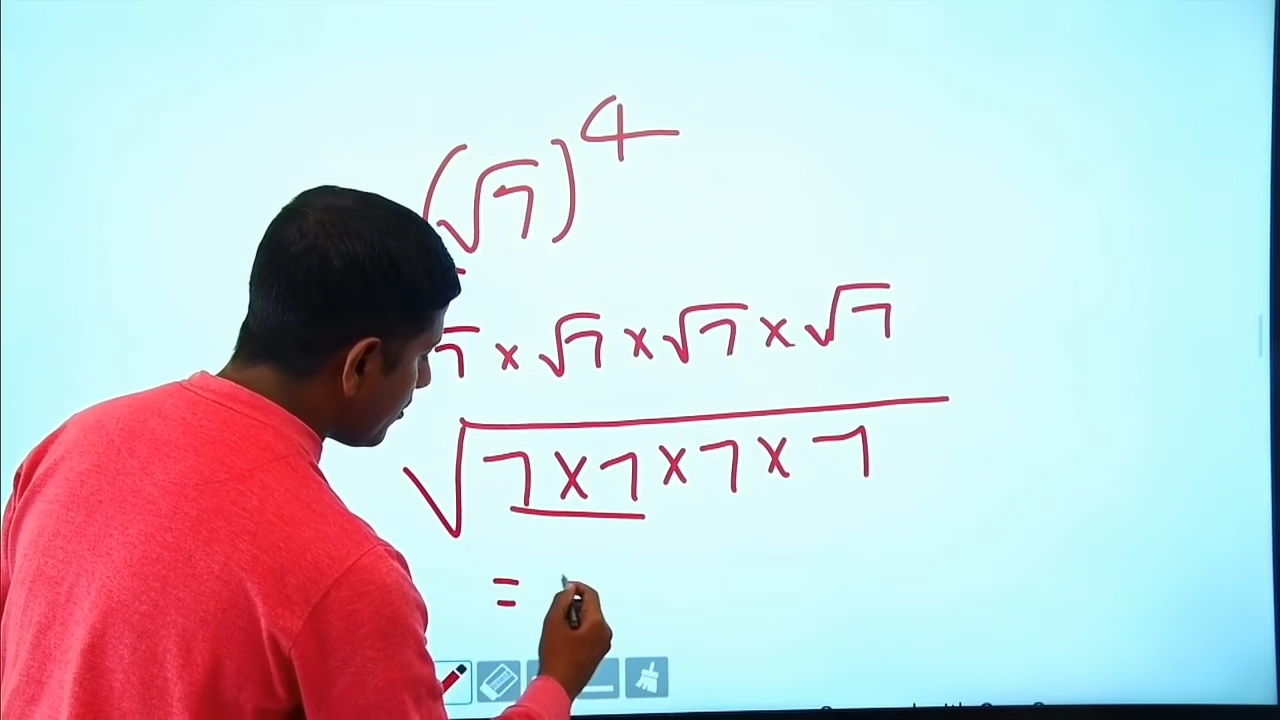 (√7)⁴
7 × √7 × √7 × √7
√7 × 7 × 7 × 7
=